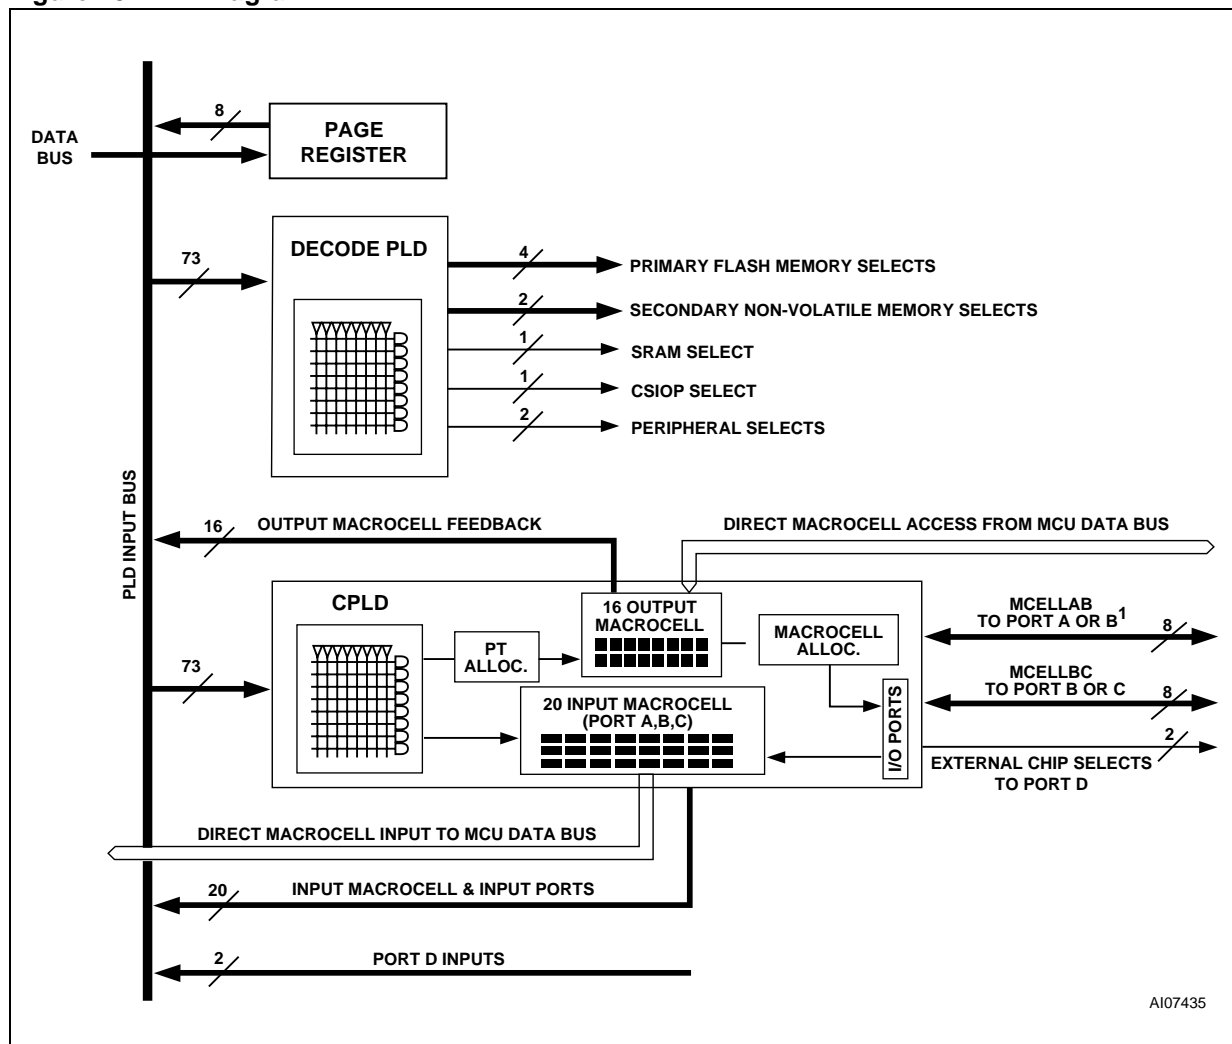 8
PAGE
REGISTER
DATA
BUS
DECODE PLD
73
4
PRIMARY FLASH MEMORY SELECTS
2
SECONDARY NON-VOLATILE MEMORY SELECTS
1
SRAM SELECT
1
CSIOP SELECT
2
PERIPHERAL SELECTS
PLD INPUT BUS
16
OUTPUT MACROCELL FEEDBACK
DIRECT MACROCELL ACCESS FROM MCU DATA BUS
CPLD
73
PT
ALLOC.
16 OUTPUT
MACROCELL
MACROCELL
ALLOC.
20 INPUT MACROCELL
(PORT A,B,C)
I/O PORTS
MCELLAB
TO PORT A OR B1
8
MCELLBC
TO PORT B OR C
8
2
EXTERNAL CHIP SELECTS
TO PORT D
DIRECT MACROCELL INPUT TO MCU DATA BUS
20
INPUT MACROCELL & INPUT PORTS
2
PORT D INPUTS
AI07435